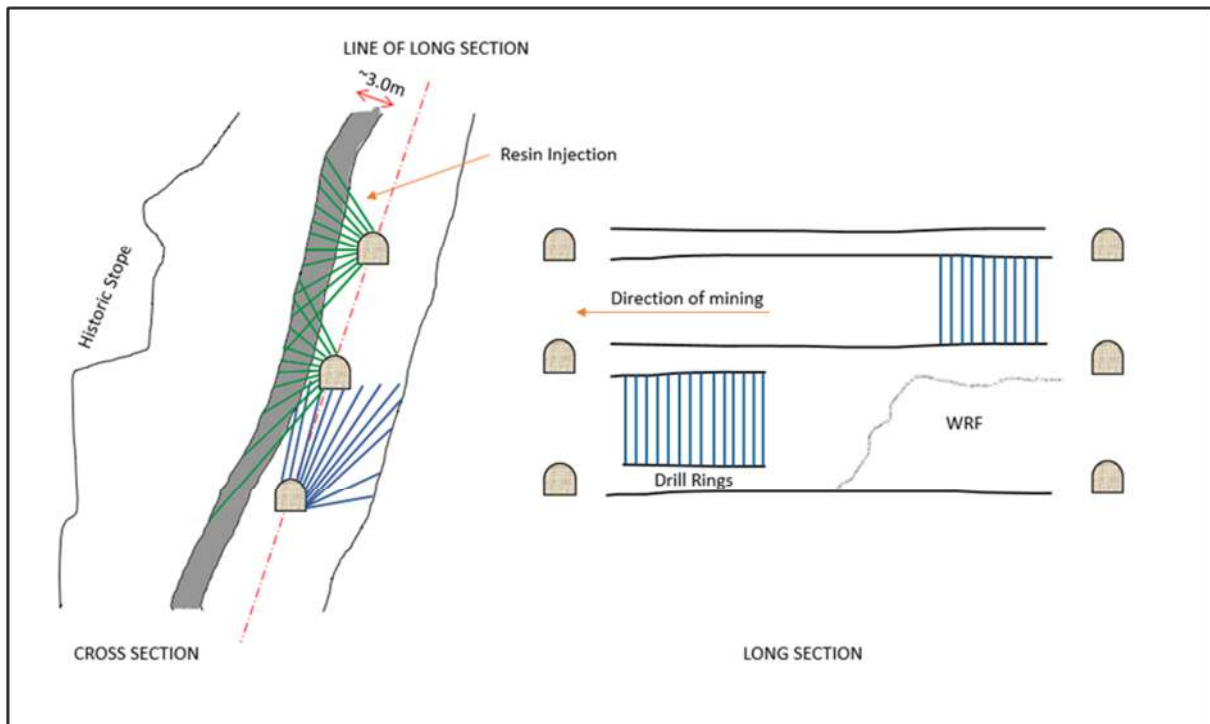 LINE OF LONG SECTION
~3.0m
Resin Injection
Historic Stope
Direction of mining
WRF
Drill Rings
CROSS SECTION
LONG SECTION